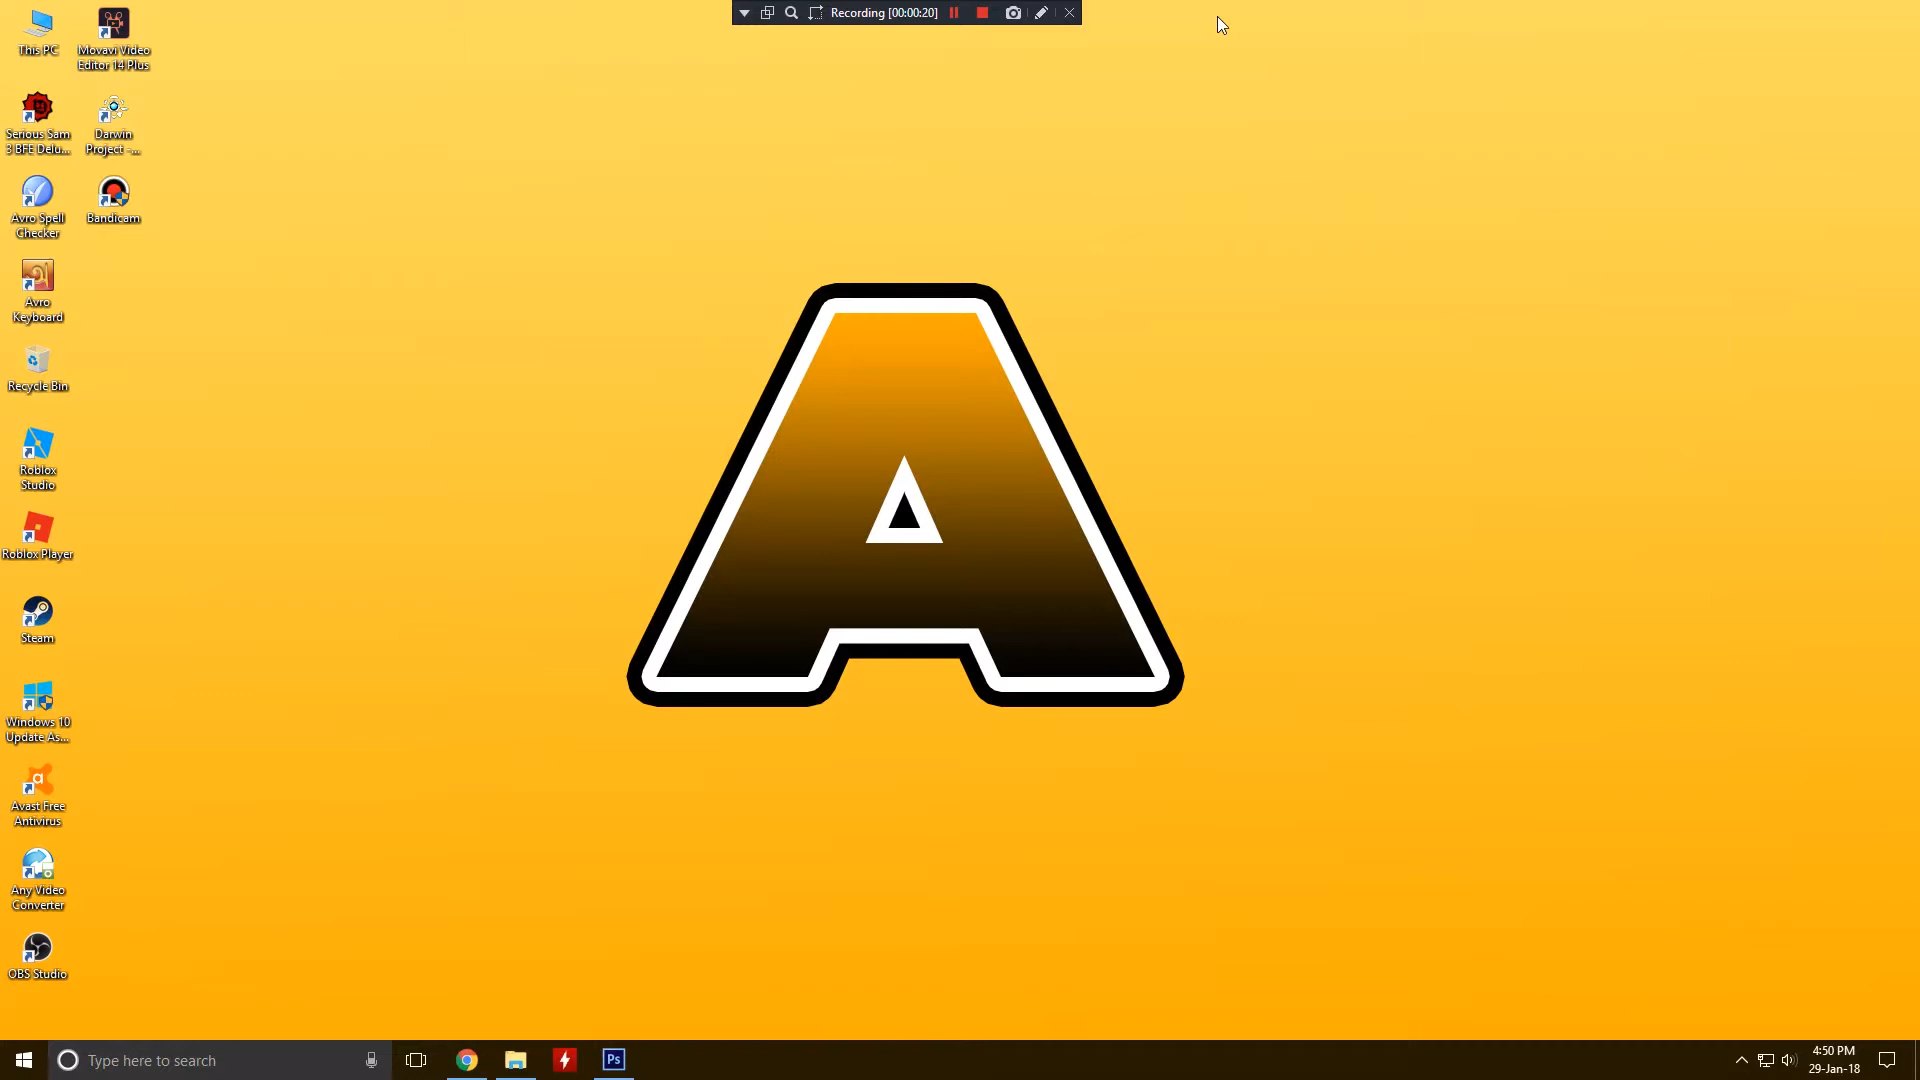 Recording [00:00:20]
This PC
Movavi Video
Editor 14 Plus
Serious Sam
3 BFE Delu...
Darwin
Project -...
Avro Spell
Checker
Bandicam
Avro
Keyboard
Recycle Bin
Roblox
Studio
Roblox Player
Steam
Windows 10
Update As...
Avast Free
Antivirus
Any Video
Converter
OBS Studio
A
Type here to search
Ps
4:50 PM
29-Jan-18